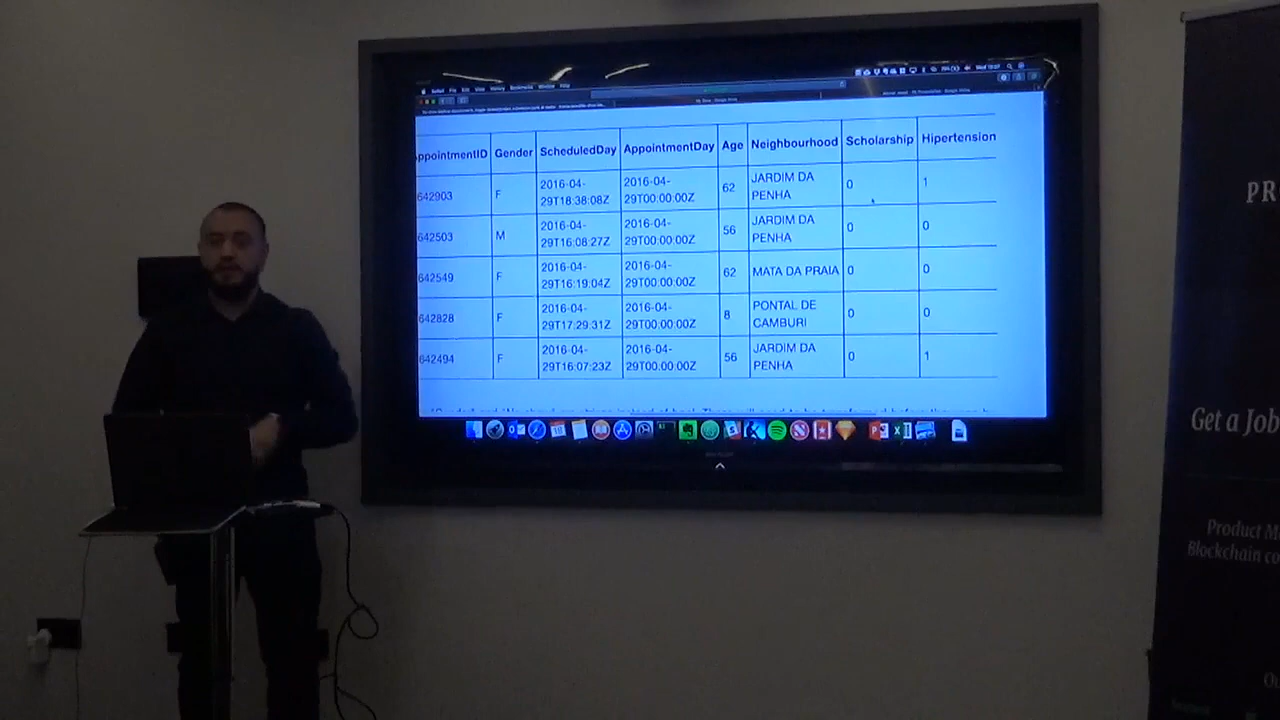 ppointmentID Gender ScheduledDay AppointmentDay Age Neighbourhood Scholarship Hipertension
642903 F 2016-04-29T18:38:08Z 2016-04-29T00:00:00Z 62 JARDIM DA PENHA 0 1
642503 M 2016-04-29T16:08:27Z 2016-04-29T00:00:00Z 56 JARDIM DA PENHA 0 0
642549 F 2016-04-29T16:19:04Z 2016-04-29T00:00:00Z 62 MATA DA PRAIA 0 0
642828 F 2016-04-29T17:29:31Z 2016-04-29T00:00:00Z 8 PONTAL DE CAMBURI 0 0
642494 F 2016-04-29T16:07:23Z 2016-04-29T00:00:00Z 56 JARDIM DA PENHA 0 1
PR
Get a Job
Product M
Blockchain co